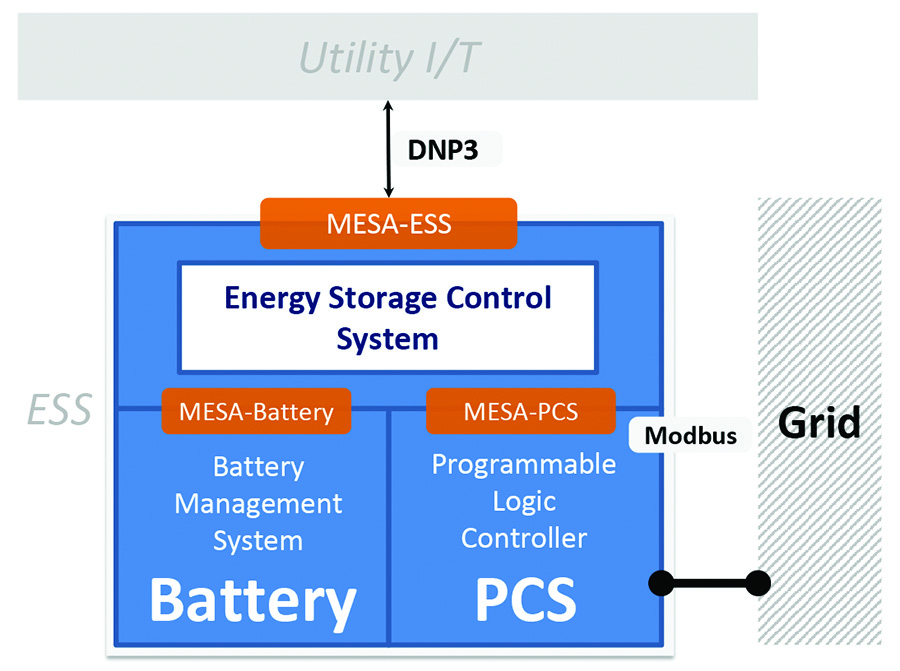 Utility I/T
DNP3
MESA-ESS
Energy Storage Control
System
ESS
MESA-Battery
MESA-PCS
Modbus
Grid
Battery
Management
System
Programmable
Logic
Controller
Battery
PCS